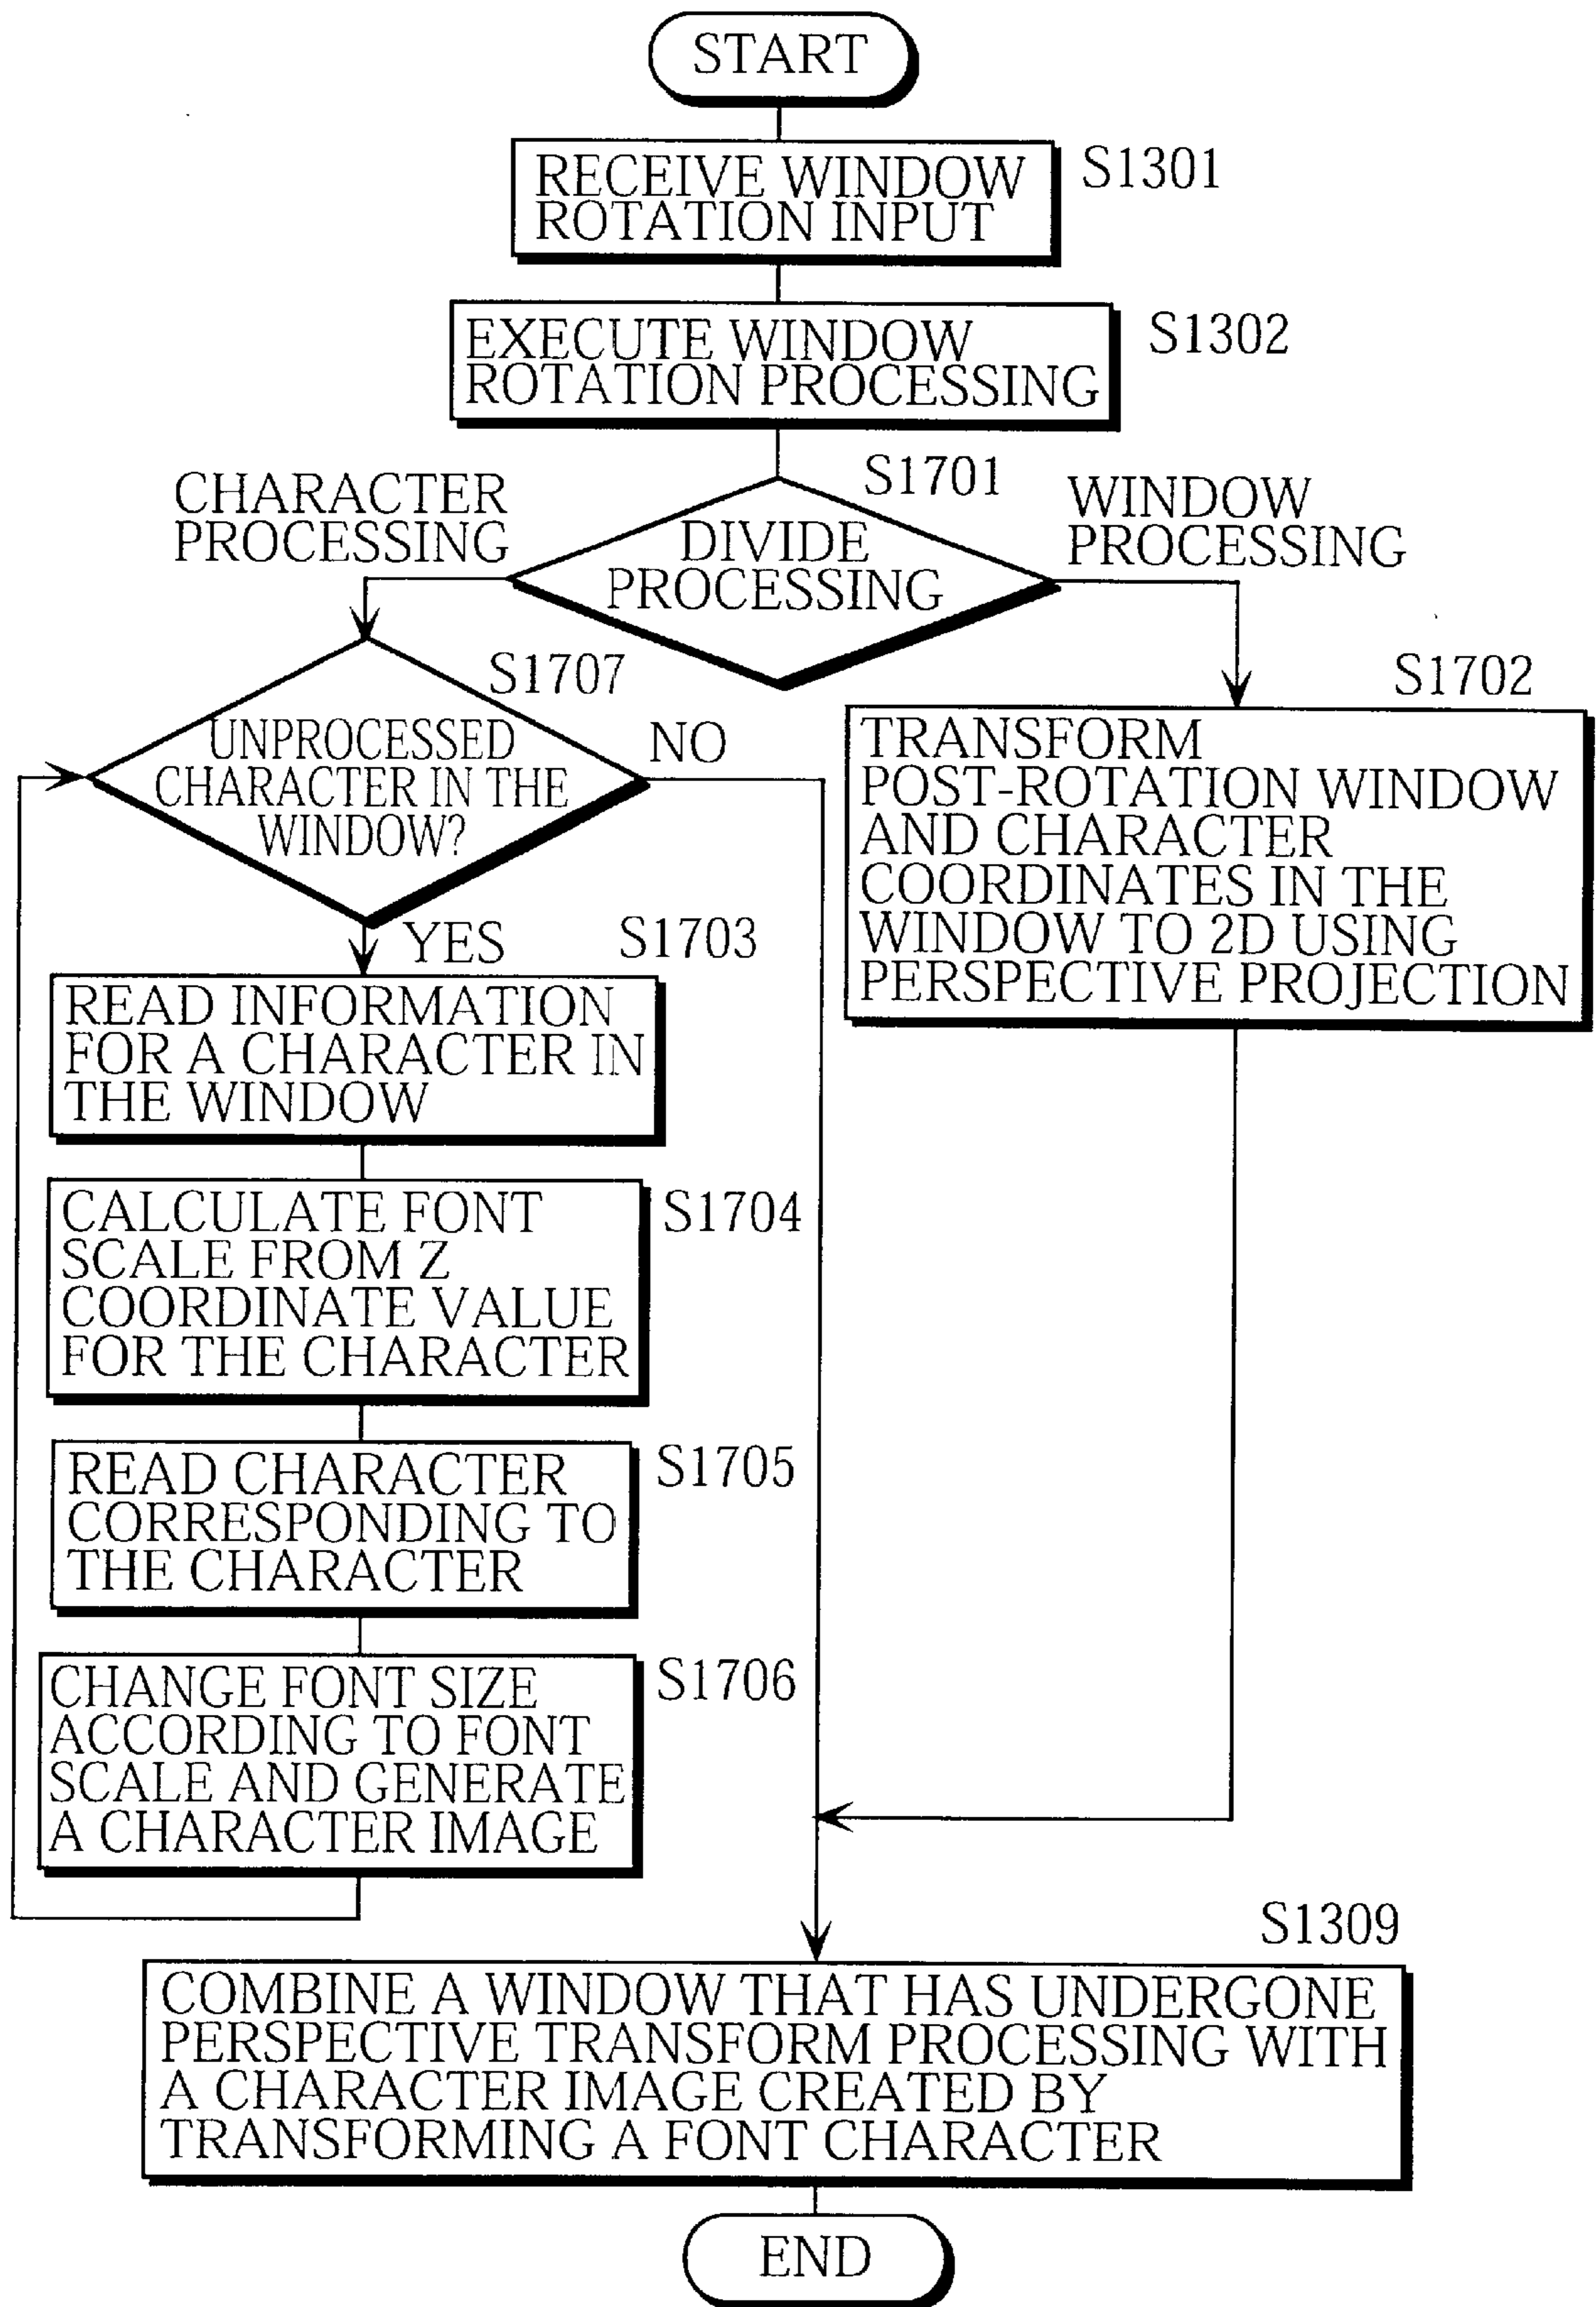 START
RECEIVE WINDOW
ROTATION INPUT
S1301
EXECUTE WINDOW
ROTATION PROCESSING
S1302
S1701
DIVIDE
PROCESSING
CHARACTER
PROCESSING
WINDOW
PROCESSING
S1707
UNPROCESSED
CHARACTER IN THE
WINDOW?
NO
YES
S1702
TRANSFORM
POST-ROTATION WINDOW
AND CHARACTER
COORDINATES IN THE
WINDOW TO 2D USING
PERSPECTIVE PROJECTION
S1703
READ INFORMATION
FOR A CHARACTER IN
THE WINDOW
S1704
CALCULATE FONT
SCALE FROM Z
COORDINATE VALUE
FOR THE CHARACTER
S1705
READ CHARACTER
CORRESPONDING TO
THE CHARACTER
S1706
CHANGE FONT SIZE
ACCORDING TO FONT
SCALE AND GENERATE
A CHARACTER IMAGE
S1309
COMBINE A WINDOW THAT HAS UNDERGONE
PERSPECTIVE TRANSFORM PROCESSING WITH
A CHARACTER IMAGE CREATED BY
TRANSFORMING A FONT CHARACTER
END